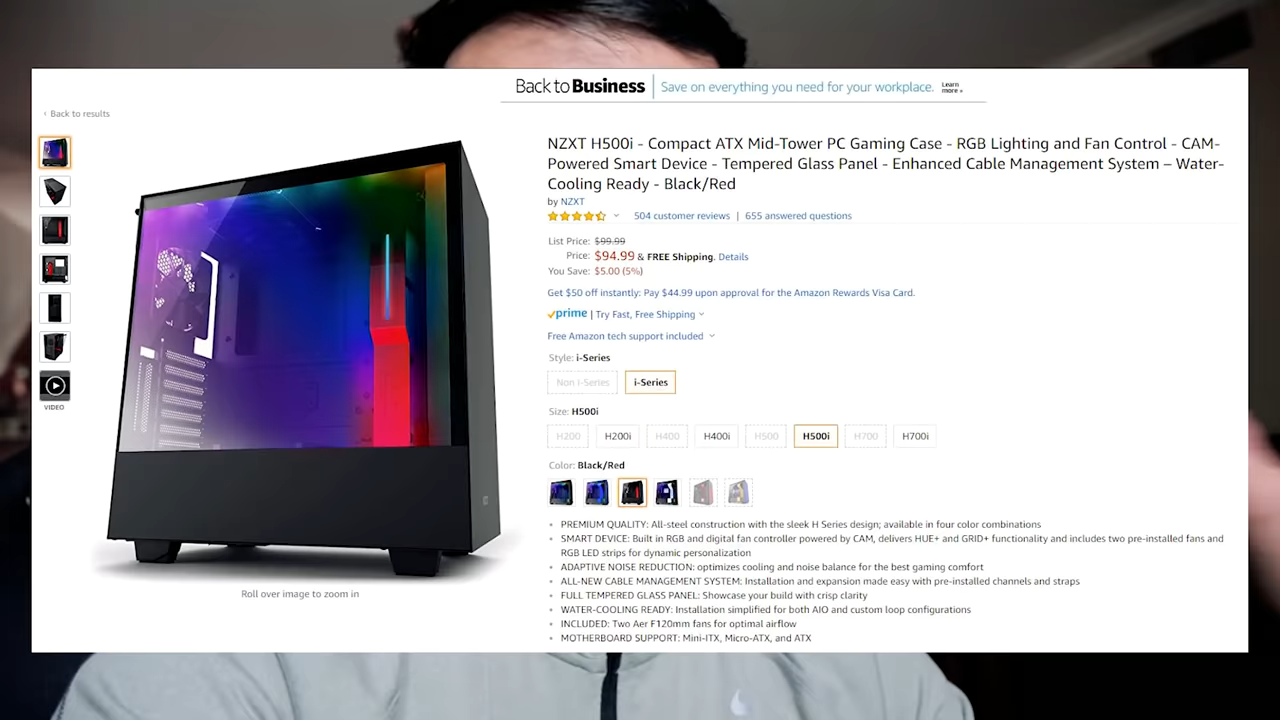 Back to Business
Save on everything you need for your workplace.
Learn more »
‹ Back to results
VIDEO
Roll over image to zoom in
NZXT H500i - Compact ATX Mid-Tower PC Gaming Case - RGB Lighting and Fan Control - CAM-
Powered Smart Device - Tempered Glass Panel - Enhanced Cable Management System – Water-
Cooling Ready - Black/Red
by NZXT
504 customer reviews | 655 answered questions
List Price: $99.99
Price: $94.99 & FREE Shipping. Details
You Save: $5.00 (5%)
Get $50 off instantly: Pay $44.99 upon approval for the Amazon Rewards Visa Card.
prime | Try Fast, Free Shipping
Free Amazon tech support included
Style: i-Series
Non I-Series i-Series
Size: H500i
H200 H200i H400 H400i H500 H500i H700 H700i
Color: Black/Red
• PREMIUM QUALITY: All-steel construction with the sleek H Series design; available in four color combinations
• SMART DEVICE: Built in RGB and digital fan controller powered by CAM, delivers HUE+ and GRID+ functionality and includes two pre-installed fans and
RGB LED strips for dynamic personalization
• ADAPTIVE NOISE REDUCTION: optimizes cooling and noise balance for the best gaming comfort
• ALL-NEW CABLE MANAGEMENT SYSTEM: Installation and expansion made easy with pre-installed channels and straps
• FULL TEMPERED GLASS PANEL: Showcase your build with crisp clarity
• WATER-COOLING READY: Installation simplified for both AIO and custom loop configurations
• INCLUDED: Two Aer F120mm fans for optimal airflow
• MOTHERBOARD SUPPORT: Mini-ITX, Micro-ATX, and ATX